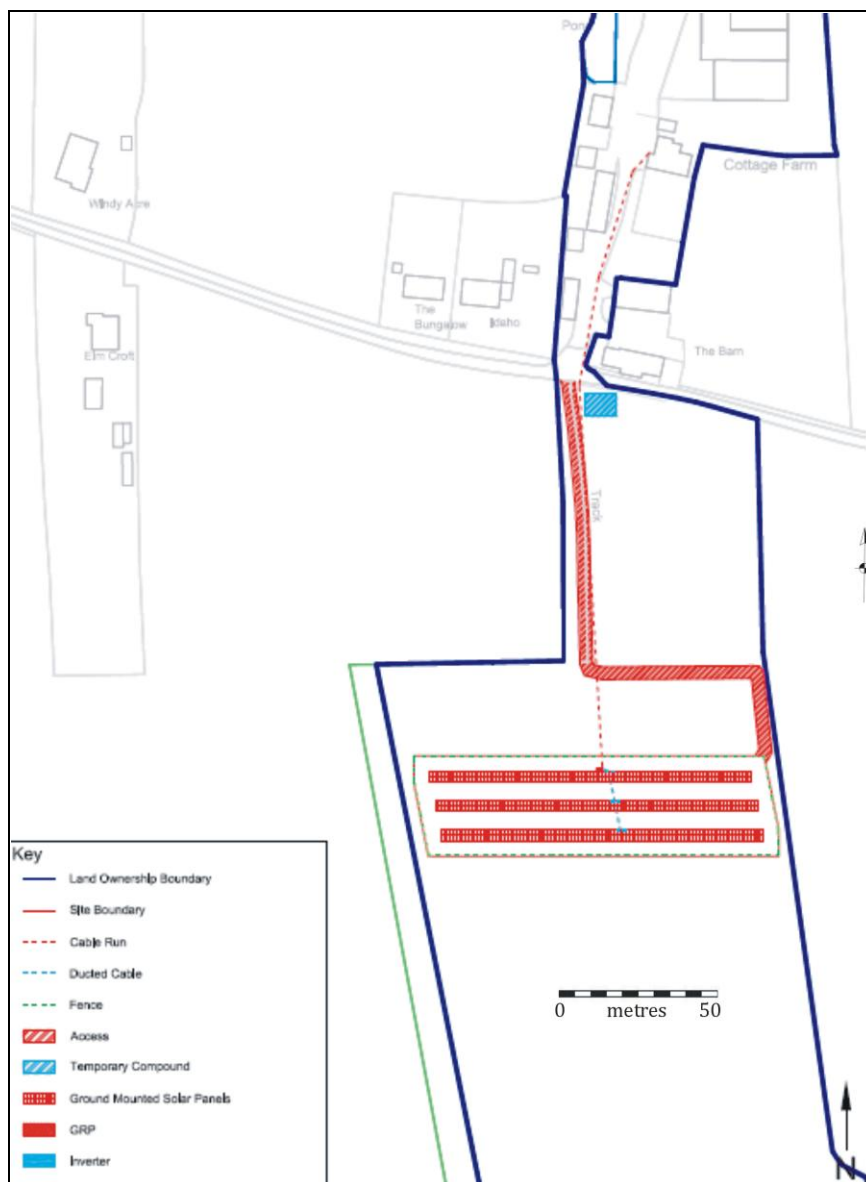 Pon
Cottage Farm
Windy Acre
The
Bungalow
Idaho
The Barn
Elm Croft
Track
Key
Land Ownership Boundary
Site Boundary
Cable Run
Ducted Cable
Fence
Access
Temporary Compound
Ground Mounted Solar Panels
GRP
Inverter
0 metres 50
N